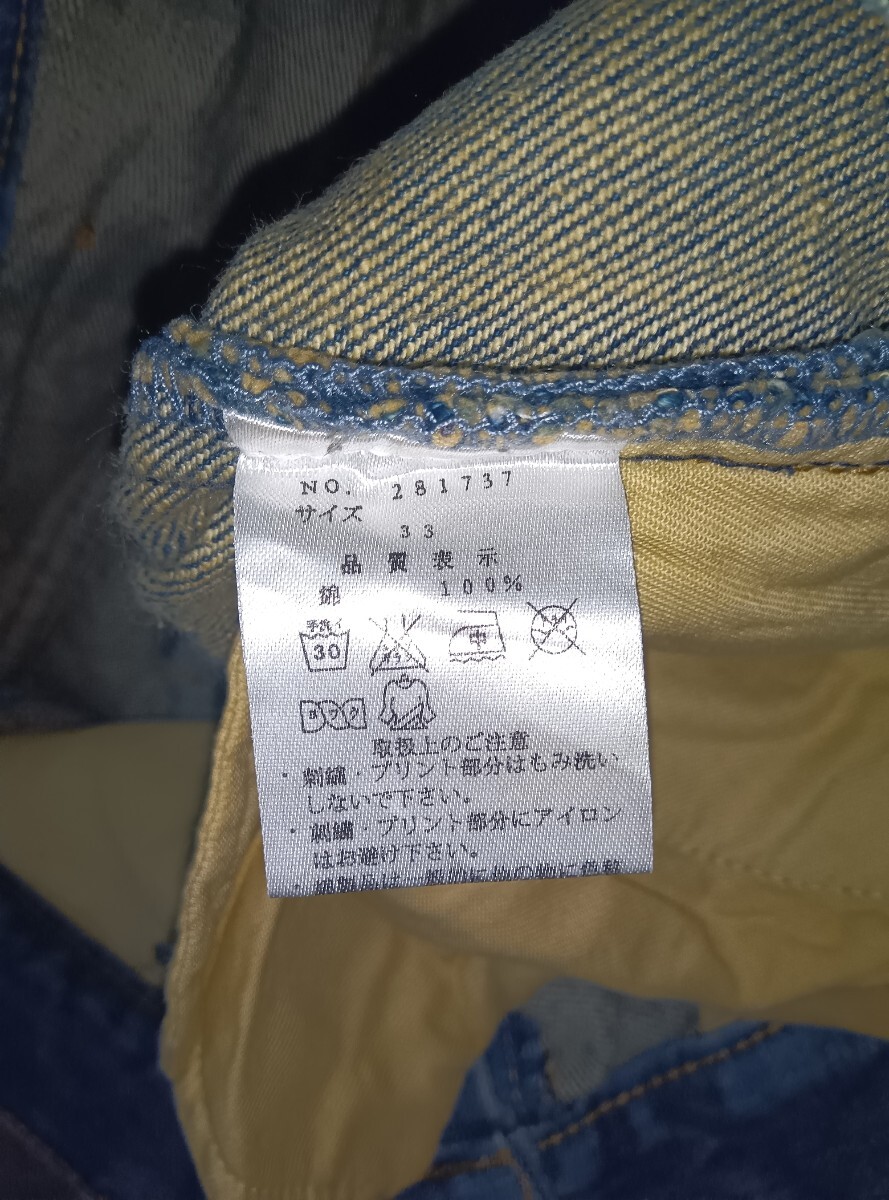 NO. 281737
サイズ
33
品質表示
綿 100%
手洗イ
30
中
取扱上のご注意
・刺繍・プリント部分はもみ洗い
しないで下さい。
・刺繍・プリント部分にアイロン
はお避け下さい。